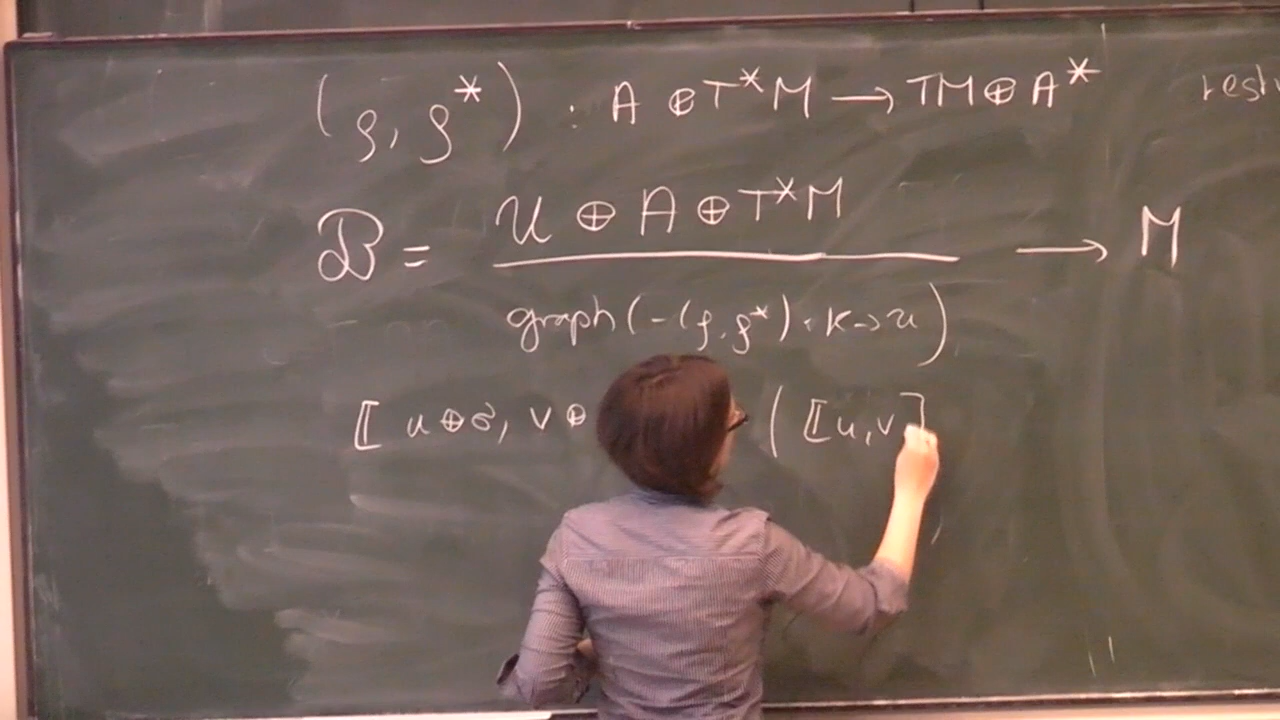 (ρ, ρ*) : A ⊕ T*M → TM ⊕ A*
B = U ⊕ A ⊕ T*M → M
graph(-(ρ, ρ*) : K → U)
⟦ u ⊕ σ, v ⊕ ( ⟦u, v⟧